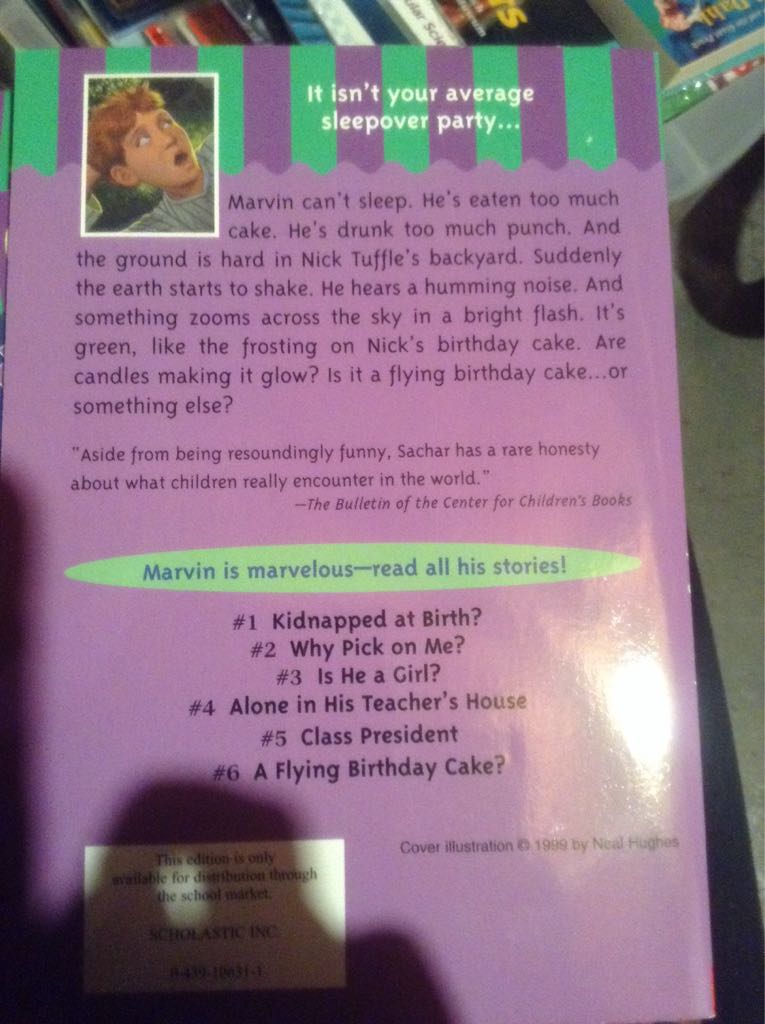 It isn't your average
sleepover party...
Marvin can't sleep. He's eaten too much
cake. He's drunk too much punch. And
the ground is hard in Nick Tuffle's backyard. Suddenly
the earth starts to shake. He hears a humming noise. And
something zooms across the sky in a bright flash. It's
green, like the frosting on Nick's birthday cake. Are
candles making it glow? Is it a flying birthday cake...or
something else?
"Aside from being resoundingly funny, Sachar has a rare honesty
about what children really encounter in the world."
—The Bulletin of the Center for Children's Books
Marvin is marvelous—read all his stories!
#1 Kidnapped at Birth?
#2 Why Pick on Me?
#3 Is He a Girl?
#4 Alone in His Teacher's House
#5 Class President
#6 A Flying Birthday Cake?
Cover illustration © 1999 by Neal Hughes
This edition is only
available for distribution through
the school market.
SCHOLASTIC INC.
0-439-10631-1